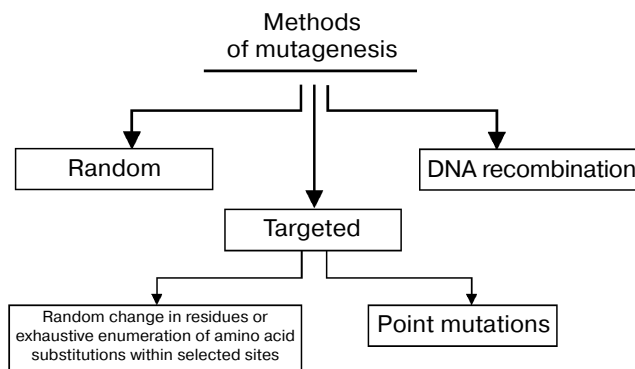 Methods
of mutagenesis
Random
DNA recombination
Targeted
Random change in residues or
exhaustive enumeration of amino acid
substitutions within selected sites
Point mutations